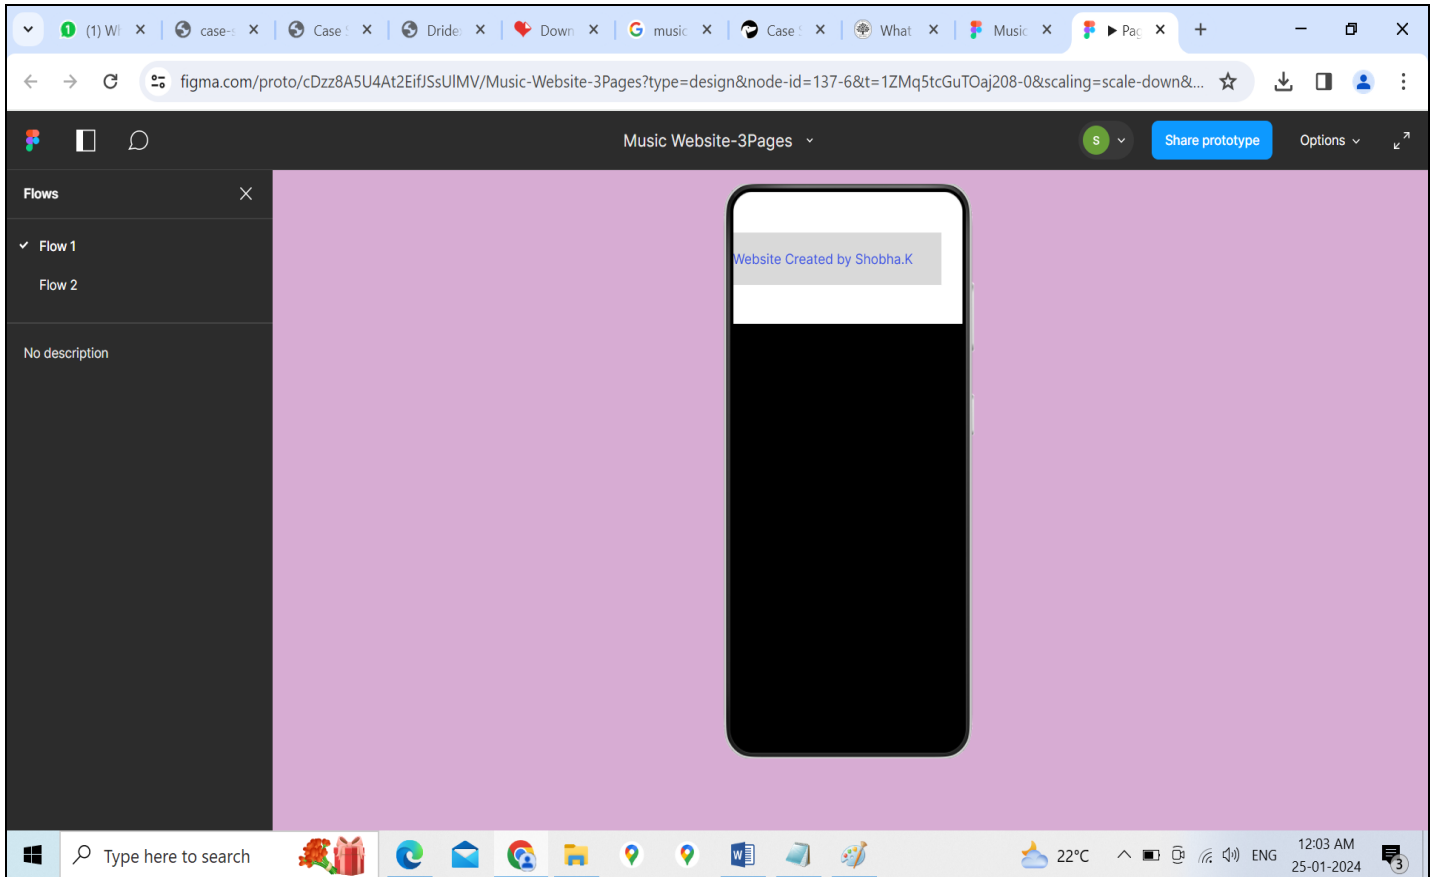 (1) W
case-
Case
Dride
Down
music
Case
What
Music
Pag
figma.com/proto/cDzz8A5U4At2EifJSsUlMV/Music-Website-3Pages?type=design&node-id=137-6&t=1ZMq5tcGuTOaj208-0&scaling=scale-down&...
Music Website-3Pages
S
Share prototype
Options
Flows
Flow 1
Flow 2
No description
Website Created by Shobha.K
Type here to search
22°C
ENG
12:03 AM
25-01-2024
3